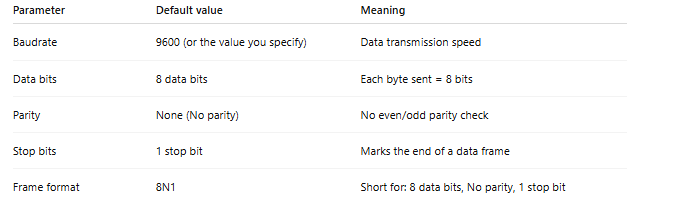 Parameter Default value Meaning
Baudrate 9600 (or the value you specify) Data transmission speed
Data bits 8 data bits Each byte sent = 8 bits
Parity None (No parity) No even/odd parity check
Stop bits 1 stop bit Marks the end of a data frame
Frame format 8N1 Short for: 8 data bits, No parity, 1 stop bit